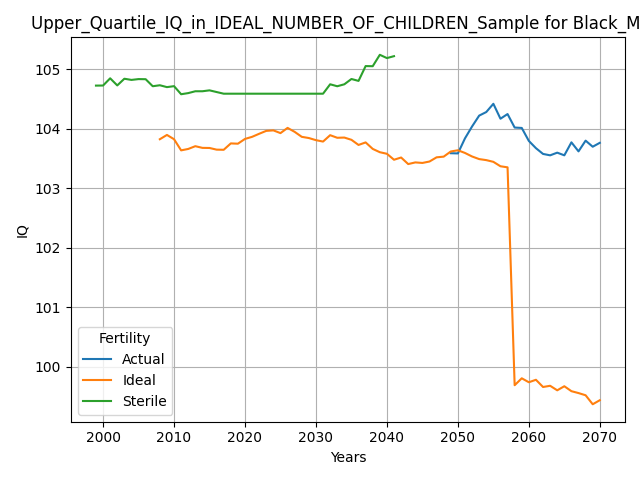 Upper_Quartile_IQ_in_IDEAL_NUMBER_OF_CHILDREN_Sample for Black_M
105
104
103
102
101
100
IQ
Fertility
Actual
Ideal
Sterile
2000 2010 2020 2030 2040 2050 2060 2070
Years